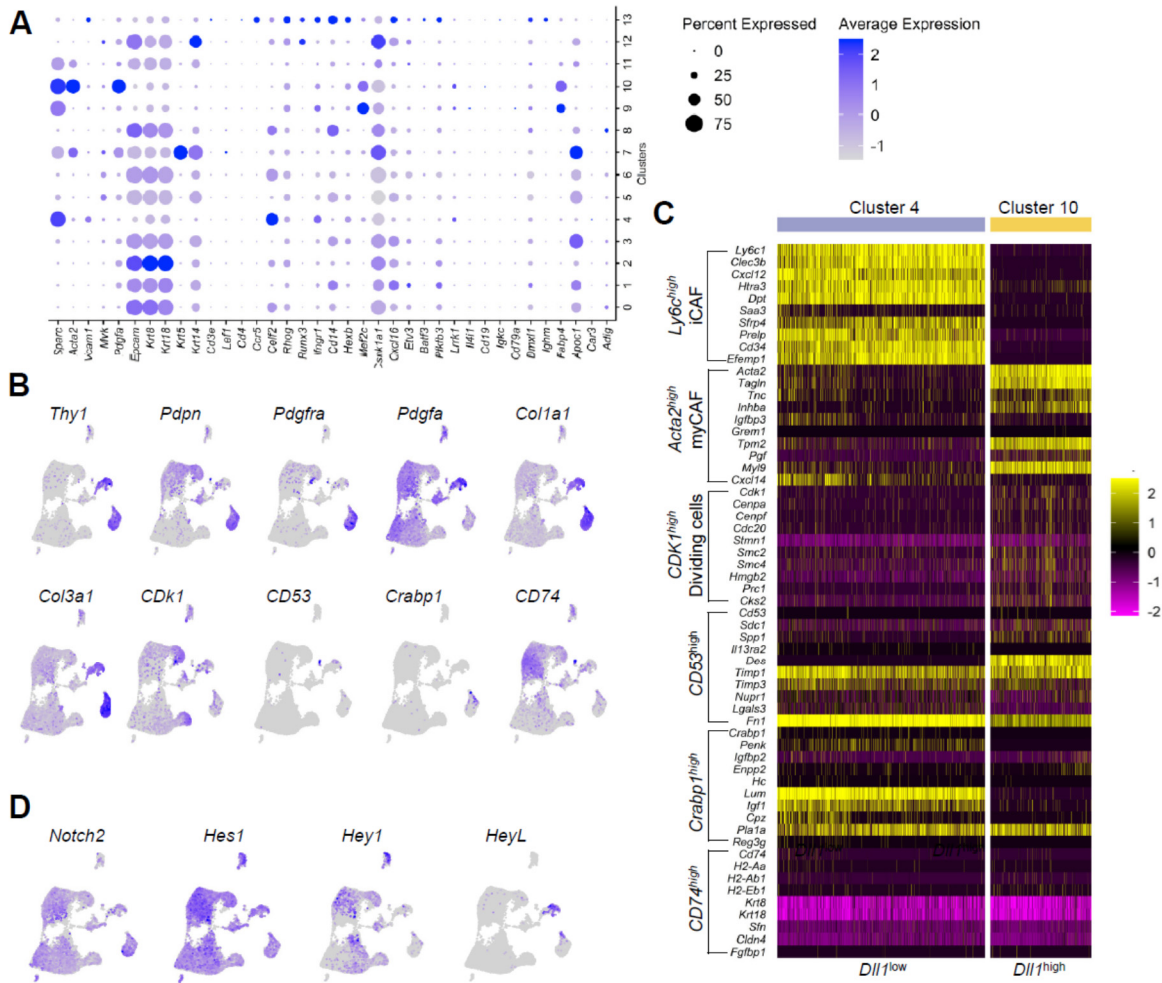 A
Percent Expressed
0
25
50
75
Average Expression
2
1
0
-1
13
12
11
10
9
8
7
6
5
4
3
2
1
0
Clusters
Sparc
Acta2
Vcam1
Mvk
Pdgfa
Epcam
Krt8
Krt18
Krt5
Krt14
Cd3e
Lef1
Cd4
Ccr5
Rhog
Runx3
Ifngr1
Cd14
Hexb
Mef2c
Csnk1a1
Cxcl16
Etv3
Batf3
Lrrk1
Il4i1
Cd19
Igkc
Cd79a
Ighm
Fabp4
Apoc1
Car3
Adig
B
Thy1 Pdpn Pdgfra Pdgfa Col1a1
Col3a1 CDk1 CD53 Crabp1 CD74
D
Notch2 Hes1 Hey1 HeyL
C
Cluster 4 Cluster 10
Ly6c high
iCAF
Ly6c1
Clec3b
Cxcl12
Htra3
Dpt
Saa3
Sfrp4
Prelp
Cd34
Efemp1
Acta2 high
myCAF
Acta2
Tagln
Tnc
Inhba
Igfbp3
Grem1
Tpm2
Pgf
Myl9
Cxcl14
CDK1 high
Dividing cells
Cdk1
Cenpa
Cenpf
Cdc20
Stmn1
Smc2
Smc4
Hmgb2
Prc1
Cks2
CD53 high
Cd53
Sdc1
Spp1
Il13ra2
Des
Timp1
Timp3
Nupr1
Lgals3
Fn1
Crabp1 high
Crabp1
Penk
Igfbp2
Enpp2
Hc
Lum
Igf1
Cpz
Pla1a
Reg3g
CD74 high
Cd74
H2-Aa
H2-Ab1
H2-Eb1
Krt8
Krt18
Sfn
Cldn4
Fgfbp1
Dll1 low Dll1 high
2
1
0
-1
-2